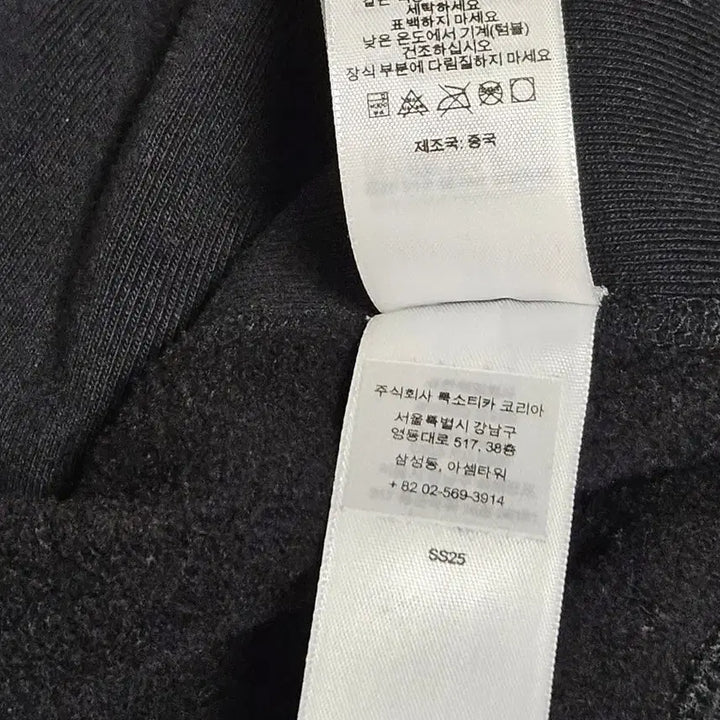 세탁하세요
표백하지 마세요
낮은 온도에서 기계(텀블)
건조하십시오
장식 부분에 다림질하지 마세요
제조국: 중국
주식회사 룩소티카 코리아
서울특별시 강남구
영동대로 517, 38층
삼성동, 아셈타워
+ 82 02-569-3914
SS25